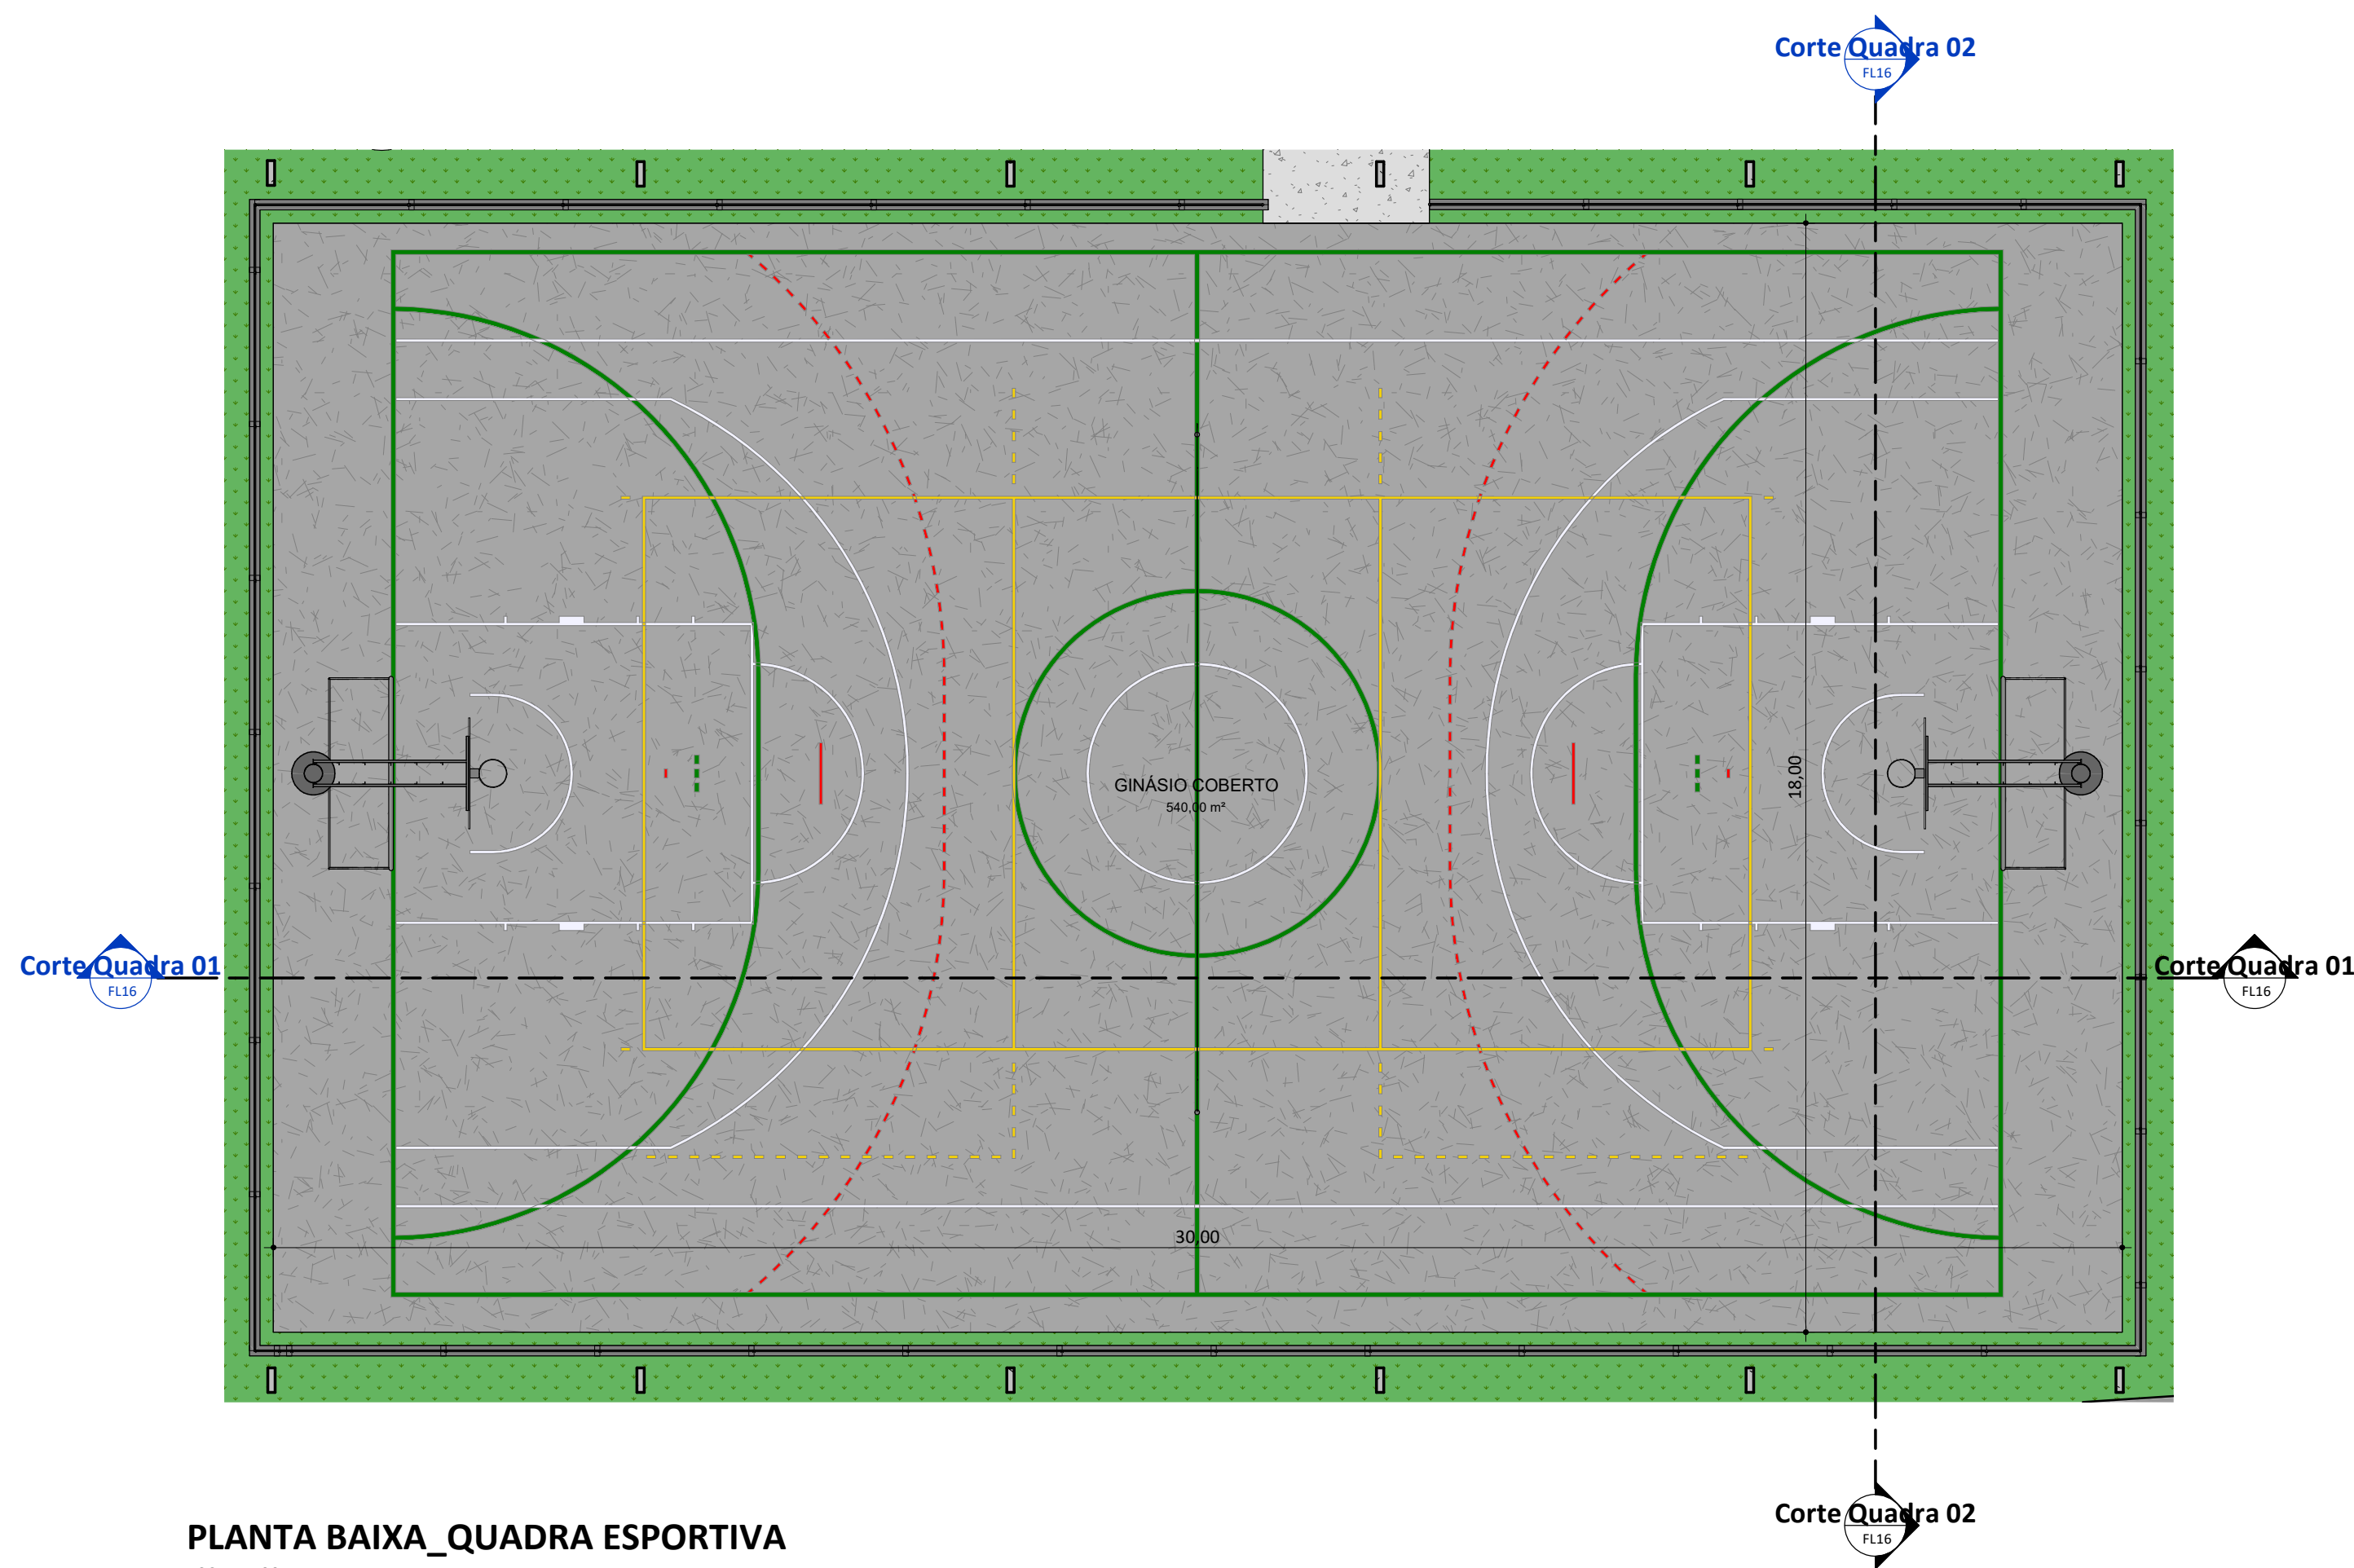 Corte Quadra 02
FL16
GINÁSIO COBERTO
540,00 m²
18,00
Corte Quadra 01
FL16
Corte Quadra 01
FL16
30,00
Corte Quadra 02
FL16
PLANTA BAIXA_QUADRA ESPORTIVA